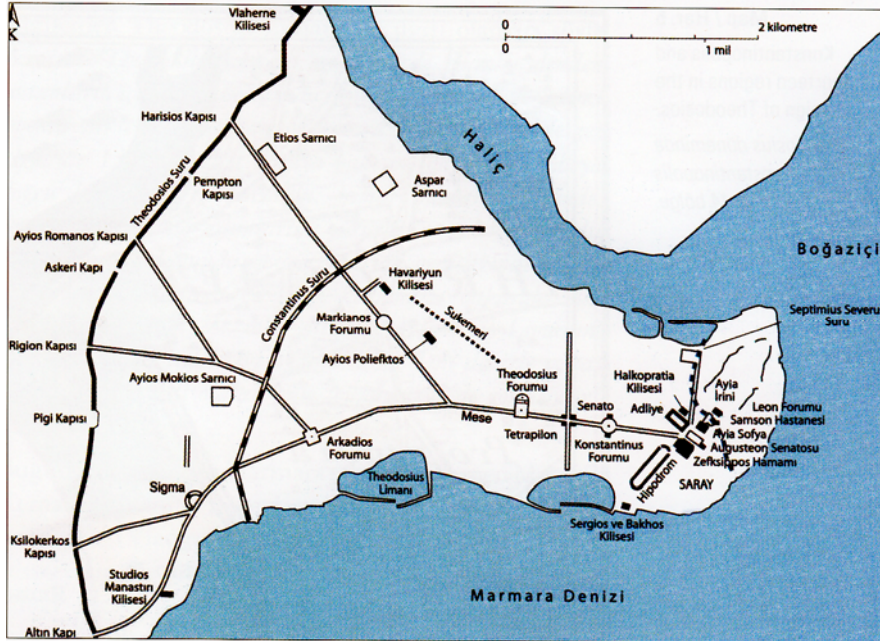 Vlaherne
Kilisesi
K
0
2 kilometre
0
1 mil
Harisios Kapısı
Etios Sarnıcı
Haliç
Theodosios Suru
Pempton
Kapısı
Aspar
Sarnıcı
Ayios Romanos Kapısı
Askeri Kapı
Constantinus Suru
Havariyun
Kilisesi
Boğaziçi
Markianos
Forumu
Sukemeri
Septimius Severu
Suru
Rigion Kapısı
Ayios Poliefktos
Theodosius
Forumu
Halkopratia
Kilisesi
Ayia
İrini
Ayios Mokios Sarnıcı
Senato
Adliye
Leon Forumu
Samson Hastanesi
Pigi Kapısı
Mese
Tetrapilon
Konstantinus
Forumu
Ayia Sofya
Augusteon Senatosu
Zefksippos Hamamı
Arkadios
Forumu
Hipodrom
SARAY
Sigma
Theodosius
Limanı
Sergios ve Bakhos
Kilisesi
Ksilokerkos
Kapısı
Studios
Manastırı
Kilisesi
Marmara Denizi
Altın Kapı